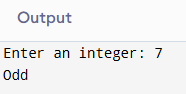 Output
Enter an integer: 7
Odd